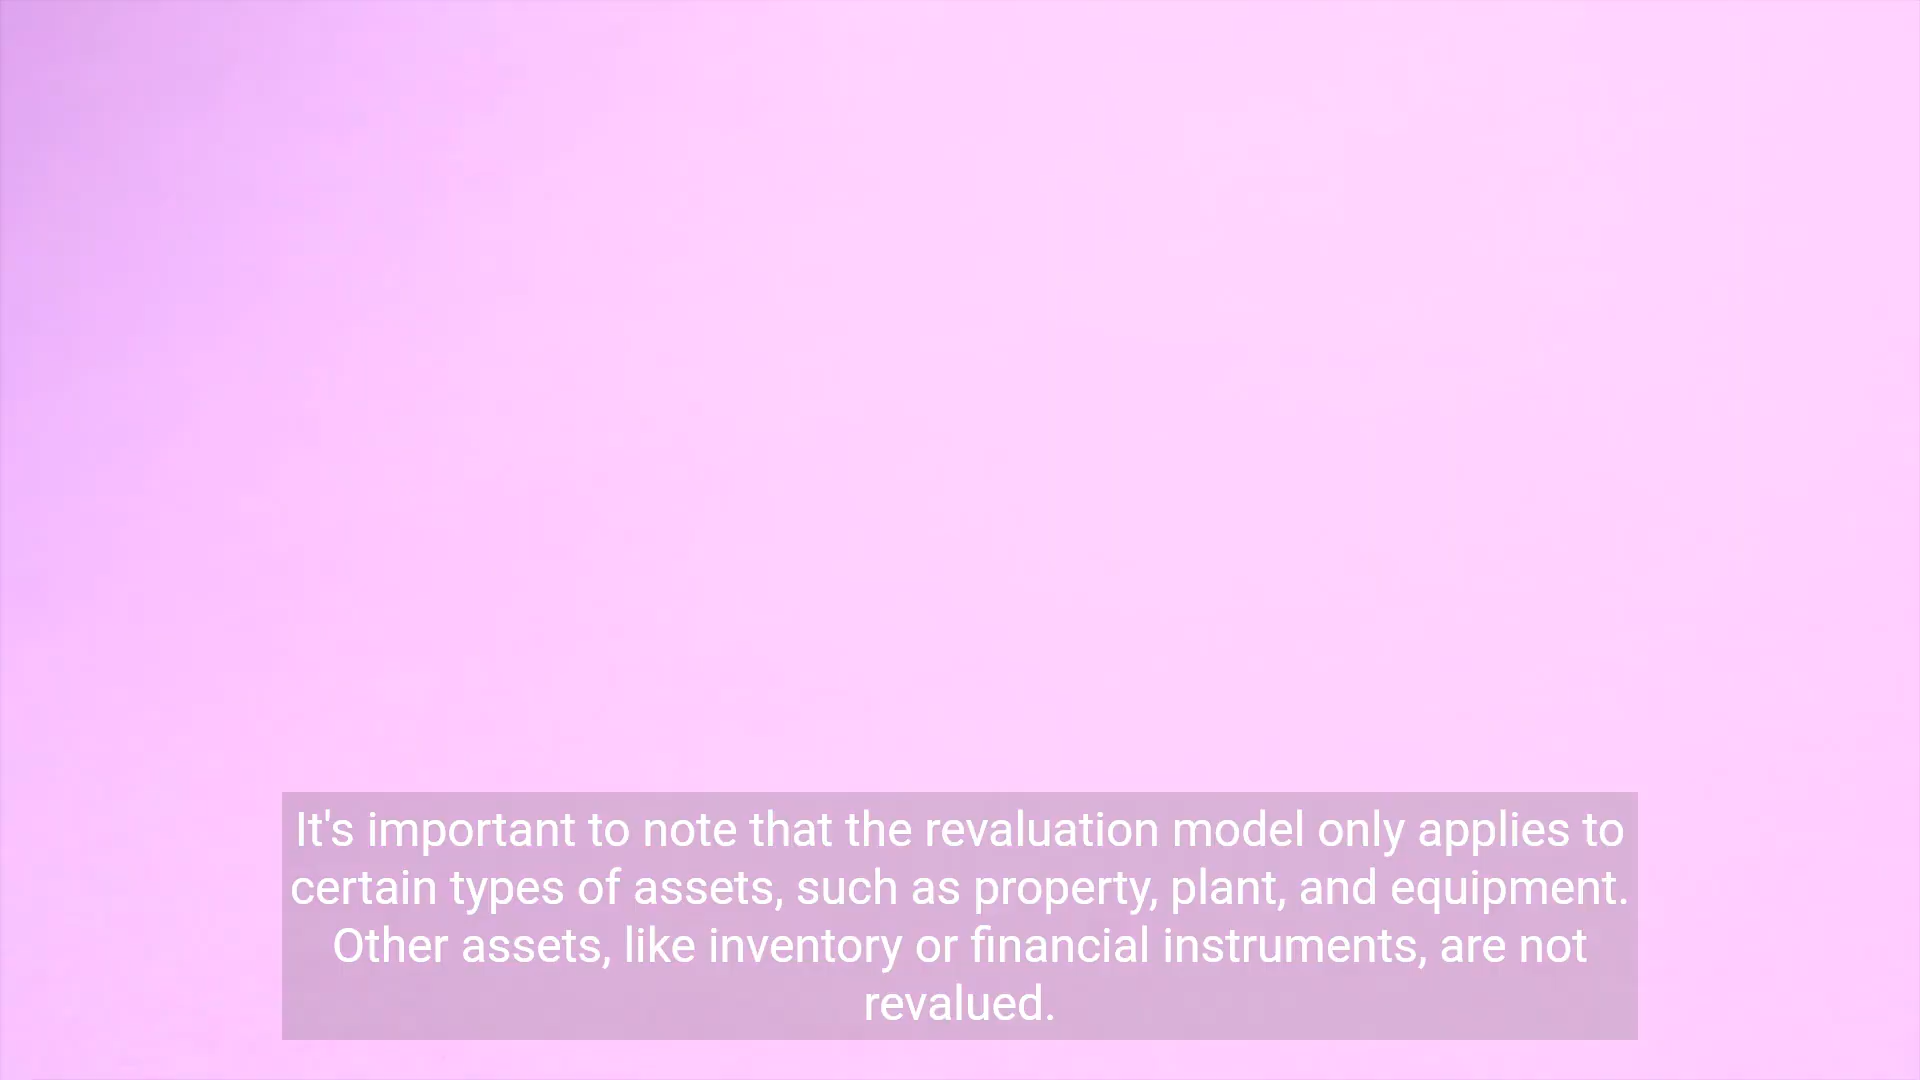 It's important to note that the revaluation model only applies to
certain types of assets, such as property, plant, and equipment.
Other assets, like inventory or financial instruments, are not
revalued.